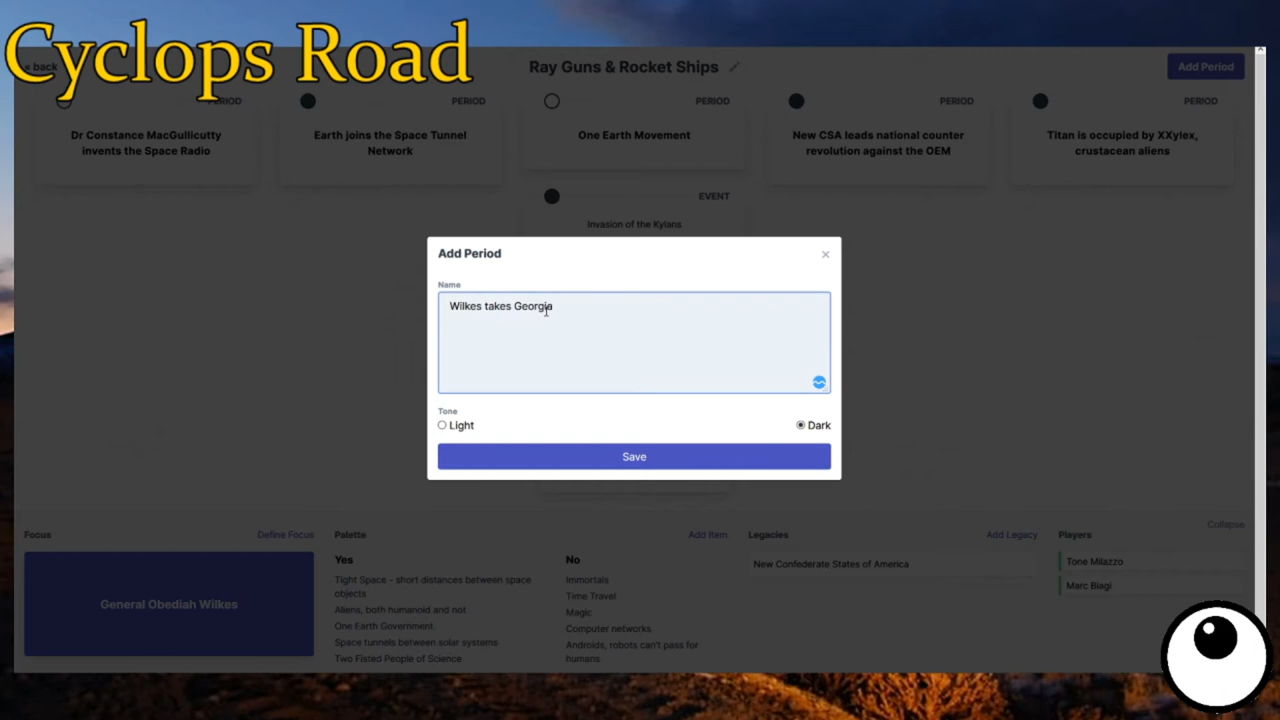 Cyclops Road
< back
Ray Guns & Rocket Ships
Add Period
PERIOD
Dr Constance MacGullicutty
invents the Space Radio
PERIOD
Earth joins the Space Tunnel
Network
PERIOD
One Earth Movement
PERIOD
New CSA leads national counter
revolution against the OEM
PERIOD
Titan is occupied by XXylex,
crustacean aliens
EVENT
Invasion of the Kylans
Add Period
×
Name
Wilkes takes Georgia
Tone
Light
Dark
Save
Collapse
Focus
Define Focus
General Obediah Wilkes
Palette
Add Item
Yes
Tight Space - short distances between space
objects
Aliens, both humanoid and not
One Earth Government
Space tunnels between solar systems
Two Fisted People of Science
No
Immortals
Time Travel
Magic
Computer networks
Androids, robots can't pass for
humans
Legacies
Add Legacy
New Confederate States of America
Players
Tone Milazzo
Marc Biagi